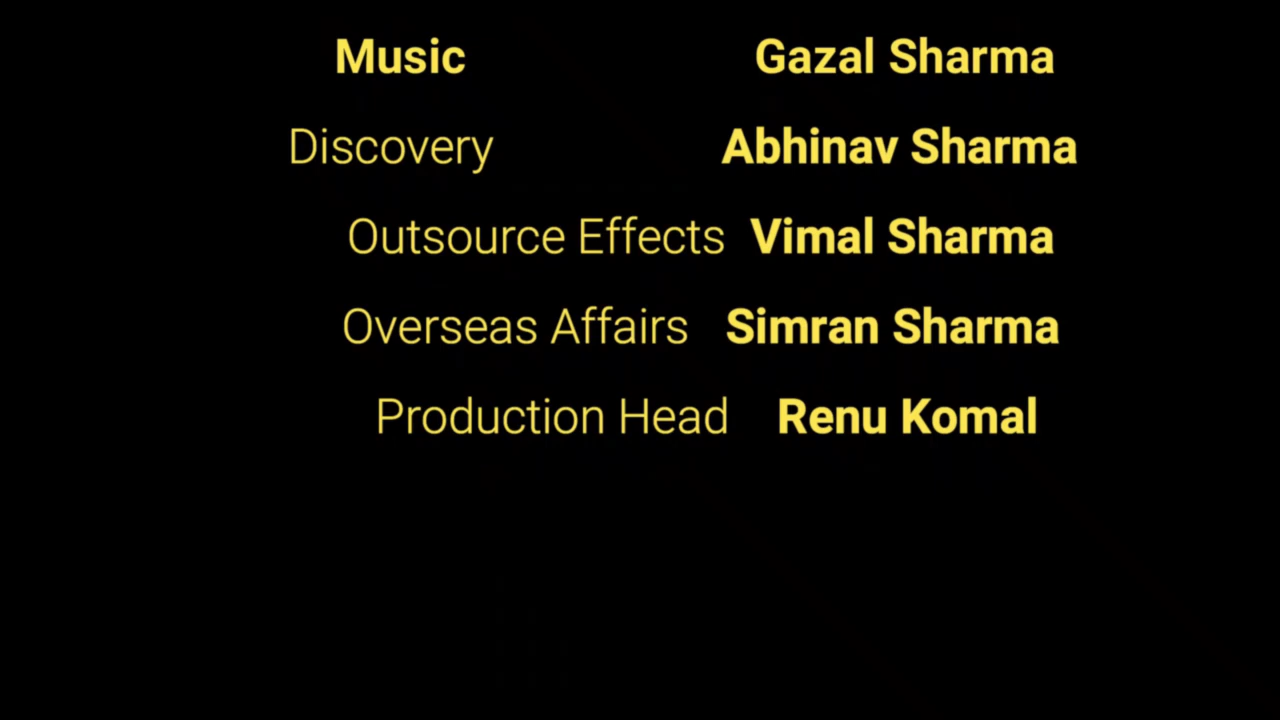 Music Gazal Sharma
Discovery Abhinav Sharma
Outsource Effects Vimal Sharma
Overseas Affairs Simran Sharma
Production Head Renu Komal